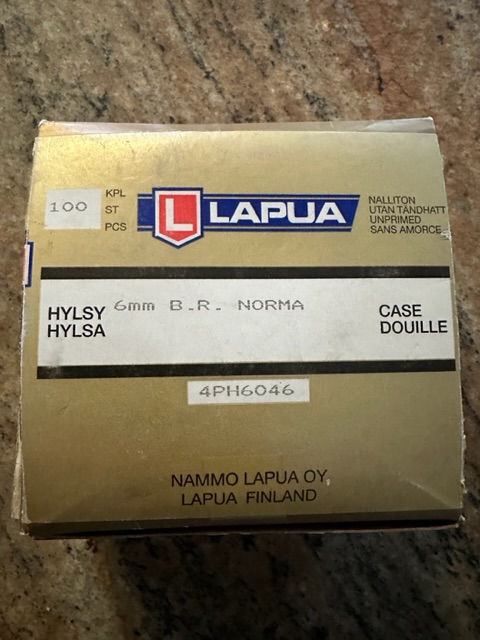 100
KPL
ST
PCS
L LAPUA
NALLITON
UTAN TÄNDHATT
UNPRIMED
SANS AMORCE
HYLSY
HYLSA
6mm B.R. NORMA
CASE
DOUILLE
4PH6046
NAMMO LAPUA OY,
LAPUA FINLAND